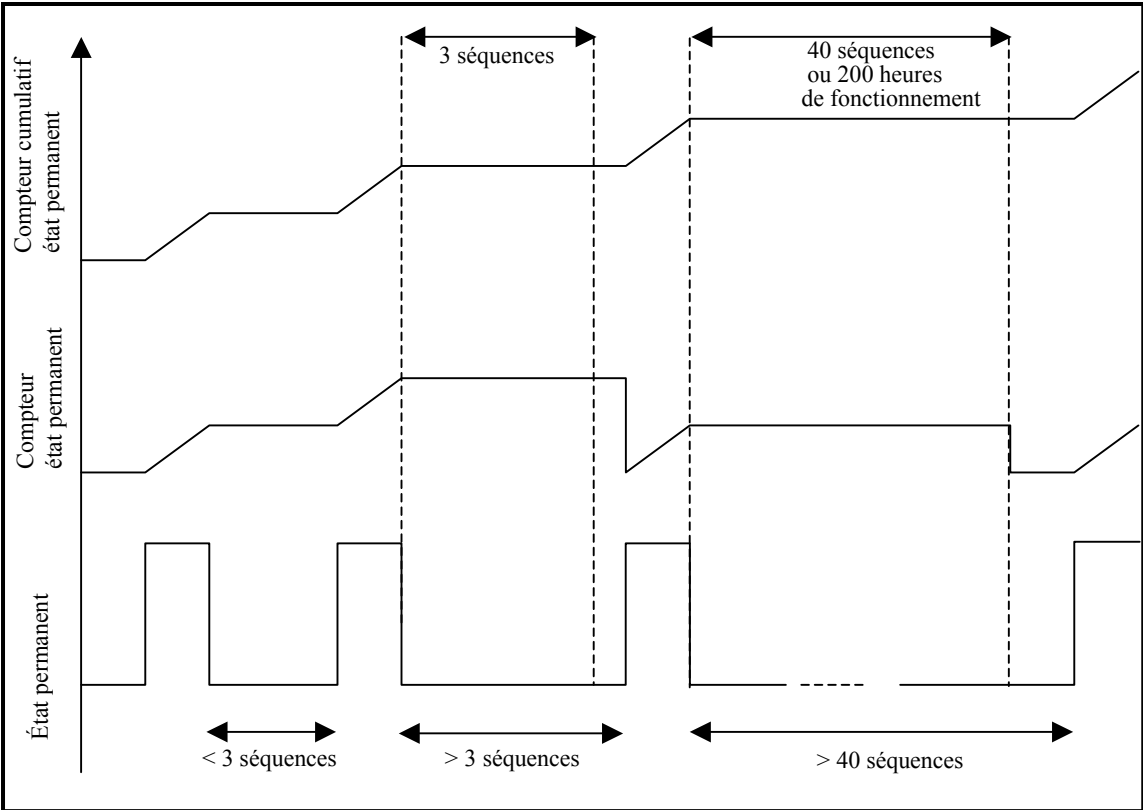 3 séquences
40 séquences
ou 200 heures
de fonctionnement
Compteur cumulatif
état permanent
Compteur
état permanent
État permanent
< 3 séquences
> 3 séquences
> 40 séquences